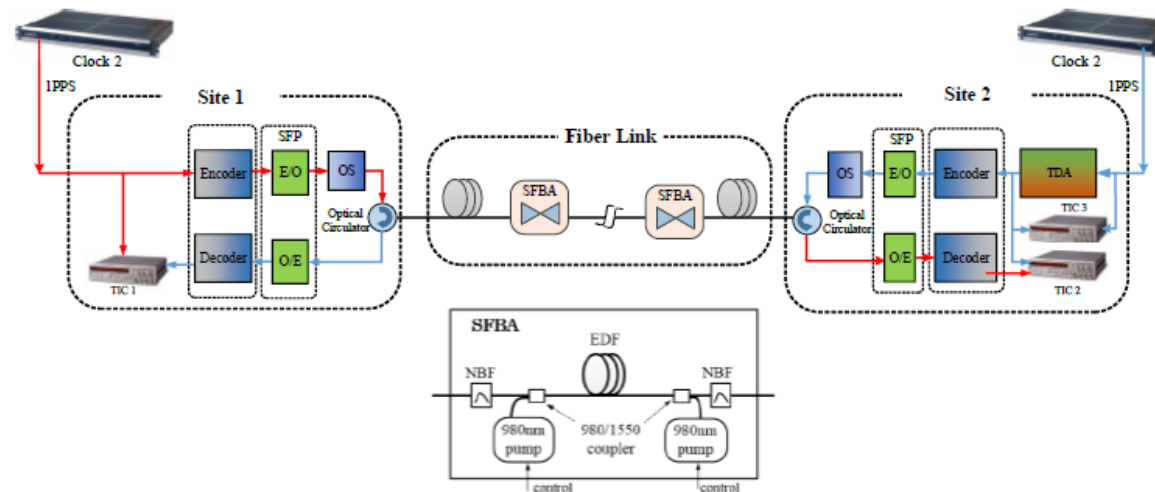 Clock 2
Clock 2
1PPS
1PPS
Site 1
Site 2
Fiber Link
SFP
SFP
Encoder
E/O
OS
OS
E/O
Encoder
TDA
SFBA
SFBA
TIC 3
Optical
Circulator
Optical
Circulator
Decoder
O/E
O/E
Decoder
TIC 1
TIC 2
SFBA
EDF
NBF
NBF
980nm
pump
980/1550
coupler
980nm
pump
control
control